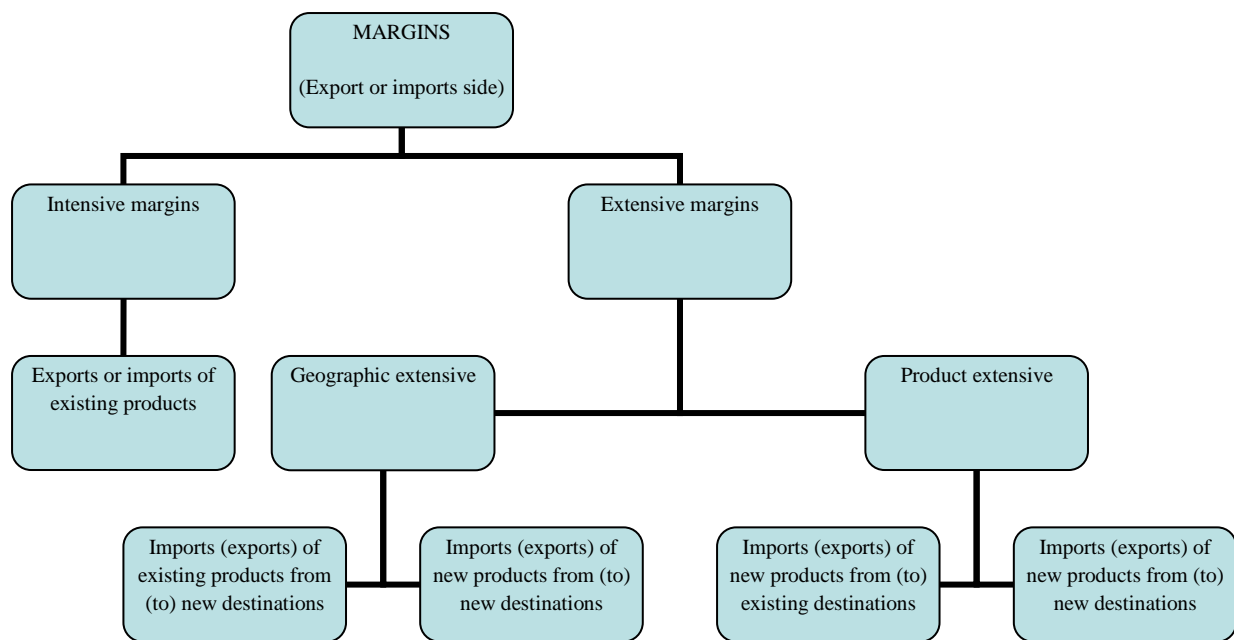 MARGINS
(Export or imports side)
Intensive margins
Extensive margins
Exports or imports of
existing products
Geographic extensive
Product extensive
Imports (exports) of
existing products from
(to) new destinations
Imports (exports) of
new products from (to)
new destinations
Imports (exports) of
new products from (to)
existing destinations
Imports (exports) of
new products from (to)
new destinations